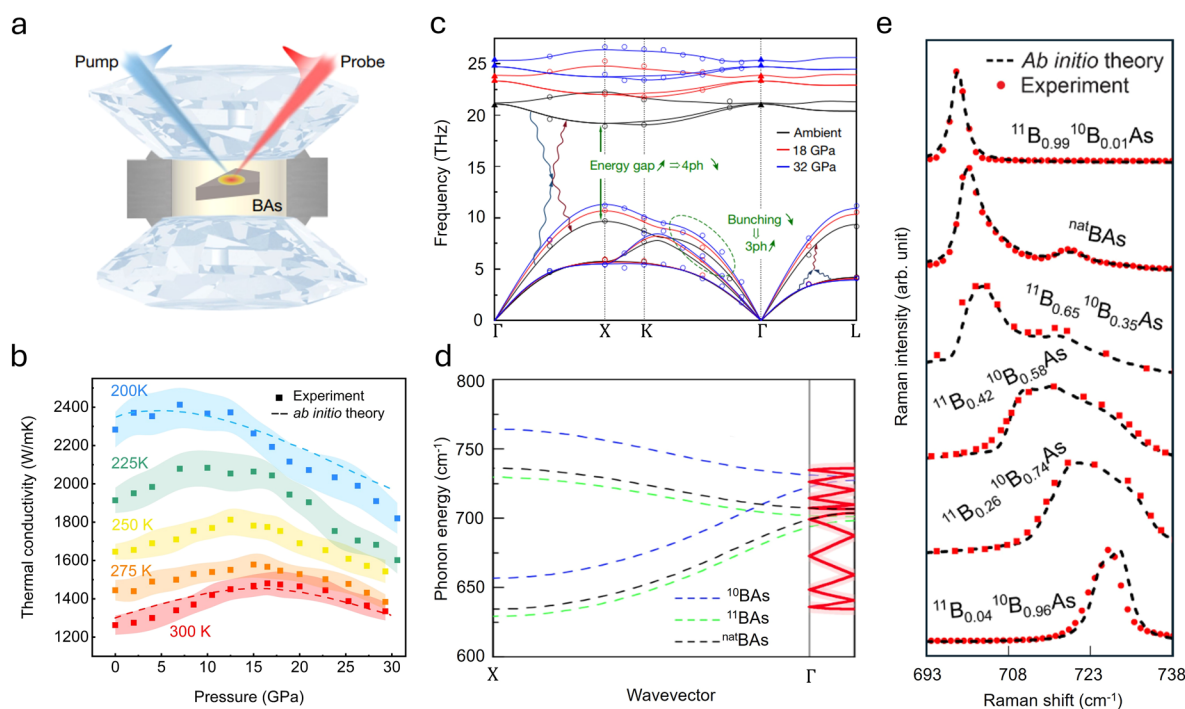 a
Pump
Probe
BAs
b
200K
225K
250 K
275 K
300 K
Experiment
ab initio theory
2400
2200
2000
1800
1600
1400
1200
Thermal conductivity (W/mK)
0 5 10 15 20 25 30
Pressure (GPa)
c
25
20
15
10
5
0
Frequency (THz)
Ambient
18 GPa
32 GPa
Energy gap ↗ ⇒ 4ph ↘
Bunching ↘
⇓
3ph ↗
Γ X K Γ L
d
800
750
700
650
600
Phonon energy (cm⁻¹)
¹⁰BAs
¹¹BAs
ⁿᵃᵗBAs
X Γ
Wavevector
e
Ab initio theory
Experiment
¹¹B₀.₉₉¹⁰B₀.₀₁As
ⁿᵃᵗBAs
¹¹B₀.₆₅¹⁰B₀.₃₅As
¹¹B₀.₄₂¹⁰B₀.₅₈As
¹¹B₀.₂₆¹⁰B₀.₇₄As
¹¹B₀.₀₄¹⁰B₀.₉₆As
Raman intensity (arb. unit)
693 708 723 738
Raman shift (cm⁻¹)